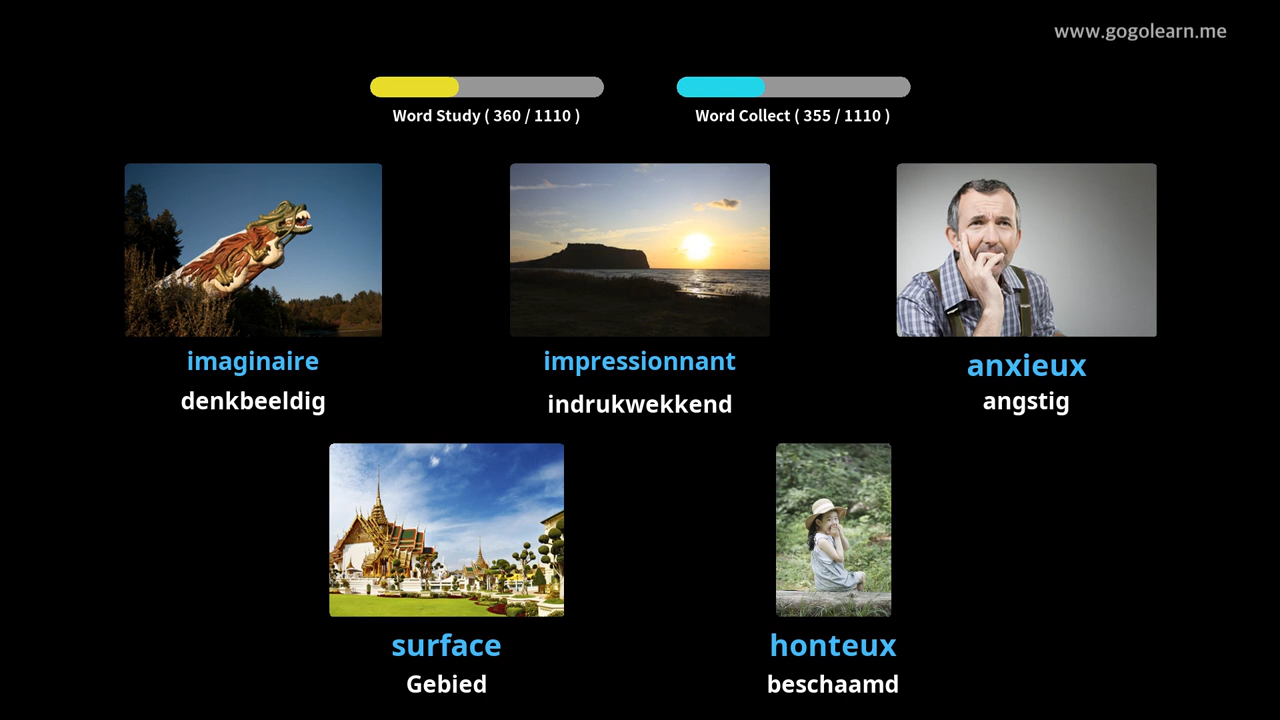 www.gogolearn.me
Word Study ( 360 / 1110 )
Word Collect ( 355 / 1110 )
imaginaire
denkbeeldig
impressionnant
indrukwekkend
anxieux
angstig
surface
Gebied
honteux
beschaamd